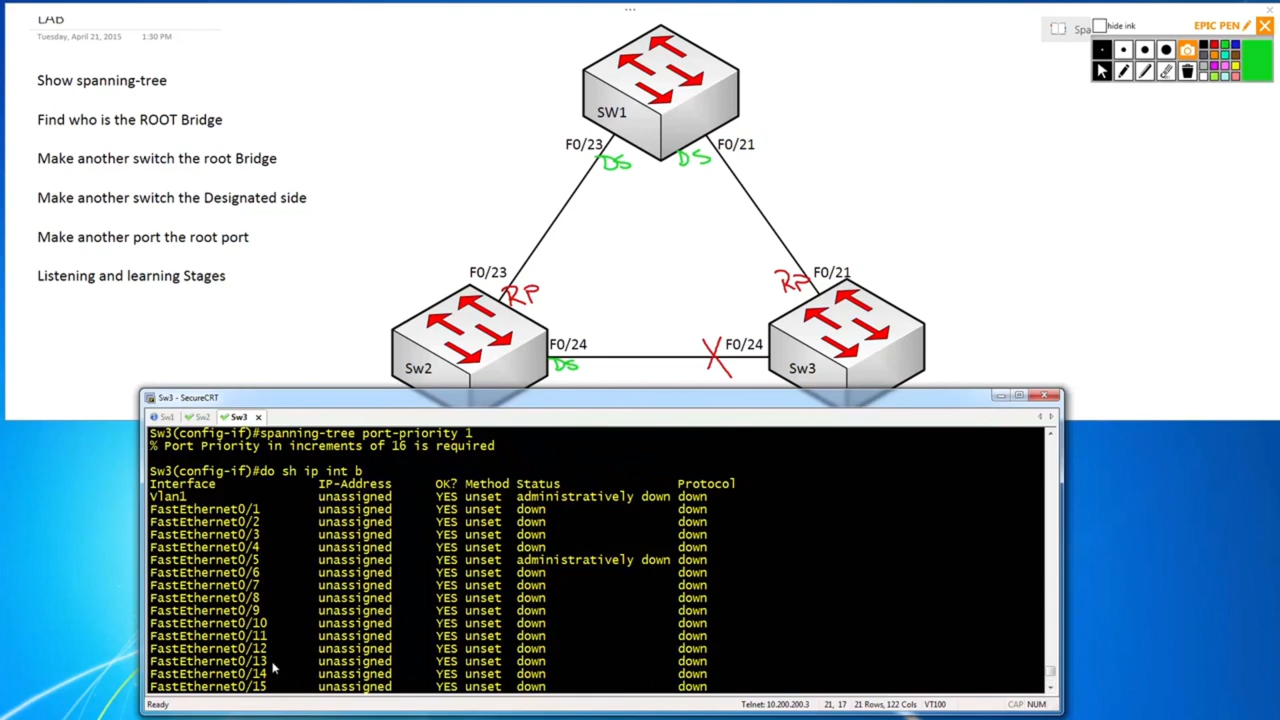 LAB
Tuesday, April 21, 2015 1:30 PM
Show spanning-tree
Find who is the ROOT Bridge
Make another switch the root Bridge
Make another switch the Designated side
Make another port the root port
Listening and learning Stages
Spa
hide ink
EPIC PEN
SW1
F0/23
F0/21
DS
DS
F0/23
F0/21
RP
RP
F0/24
F0/24
DS
X
Sw2
Sw3
Sw3 - SecureCRT
Sw1 Sw2 Sw3
Sw3(config-if)#spanning-tree port-priority 1
% Port Priority in increments of 16 is required
Sw3(config-if)#do sh ip int b
Interface IP-Address OK? Method Status Protocol
Vlan1 unassigned YES unset administratively down down
FastEthernet0/1 unassigned YES unset down down
FastEthernet0/2 unassigned YES unset down down
FastEthernet0/3 unassigned YES unset down down
FastEthernet0/4 unassigned YES unset down down
FastEthernet0/5 unassigned YES unset administratively down down
FastEthernet0/6 unassigned YES unset down down
FastEthernet0/7 unassigned YES unset down down
FastEthernet0/8 unassigned YES unset down down
FastEthernet0/9 unassigned YES unset down down
FastEthernet0/10 unassigned YES unset down down
FastEthernet0/11 unassigned YES unset down down
FastEthernet0/12 unassigned YES unset down down
FastEthernet0/13 unassigned YES unset down down
FastEthernet0/14 unassigned YES unset down down
FastEthernet0/15 unassigned YES unset down down
Ready Telnet: 10.200.200.3 21, 17 21 Rows, 122 Cols VT100 CAP NUM